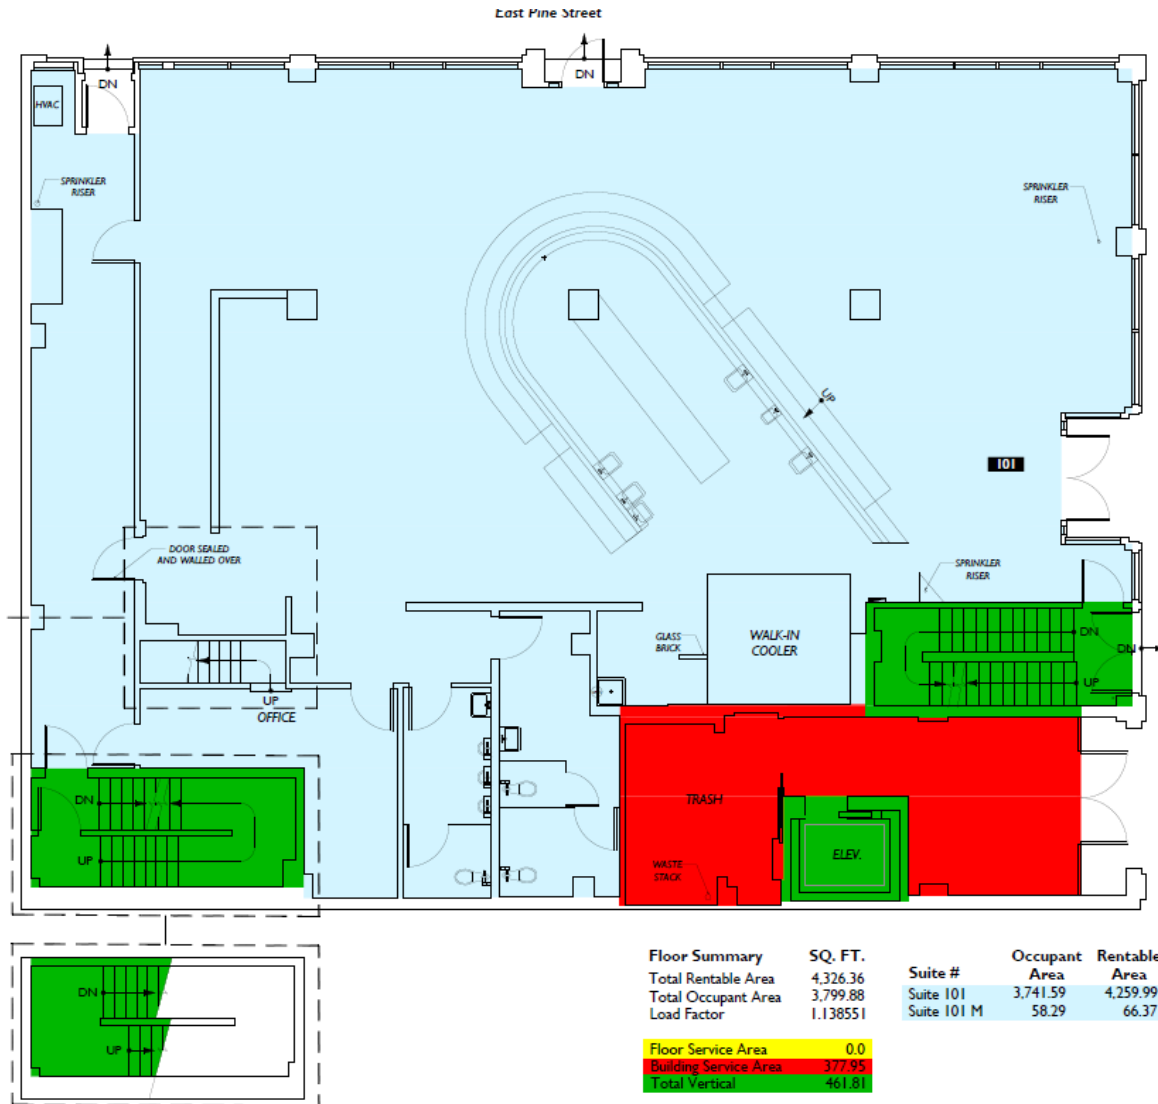 East Pine Street
DN
DN
HVAC
SPRINKLER
RISER
SPRINKLER
RISER
UP
101
DOOR SEALED
AND WALLED OVER
SPRINKLER
RISER
GLASS
BRICK
WALK-IN
COOLER
DN
DN
UP
UP
OFFICE
DN
UP
TRASH
ELEV.
WASTE
STACK
DN
UP
Floor Summary SQ. FT.
Total Rentable Area 4,326.36
Total Occupant Area 3,799.88
Load Factor 1.138551
Suite # Occupant Area Rentable Area
Suite 101 3,741.59 4,259.99
Suite 101 M 58.29 66.37
Floor Service Area 0.0
Building Service Area 377.95
Total Vertical 461.81